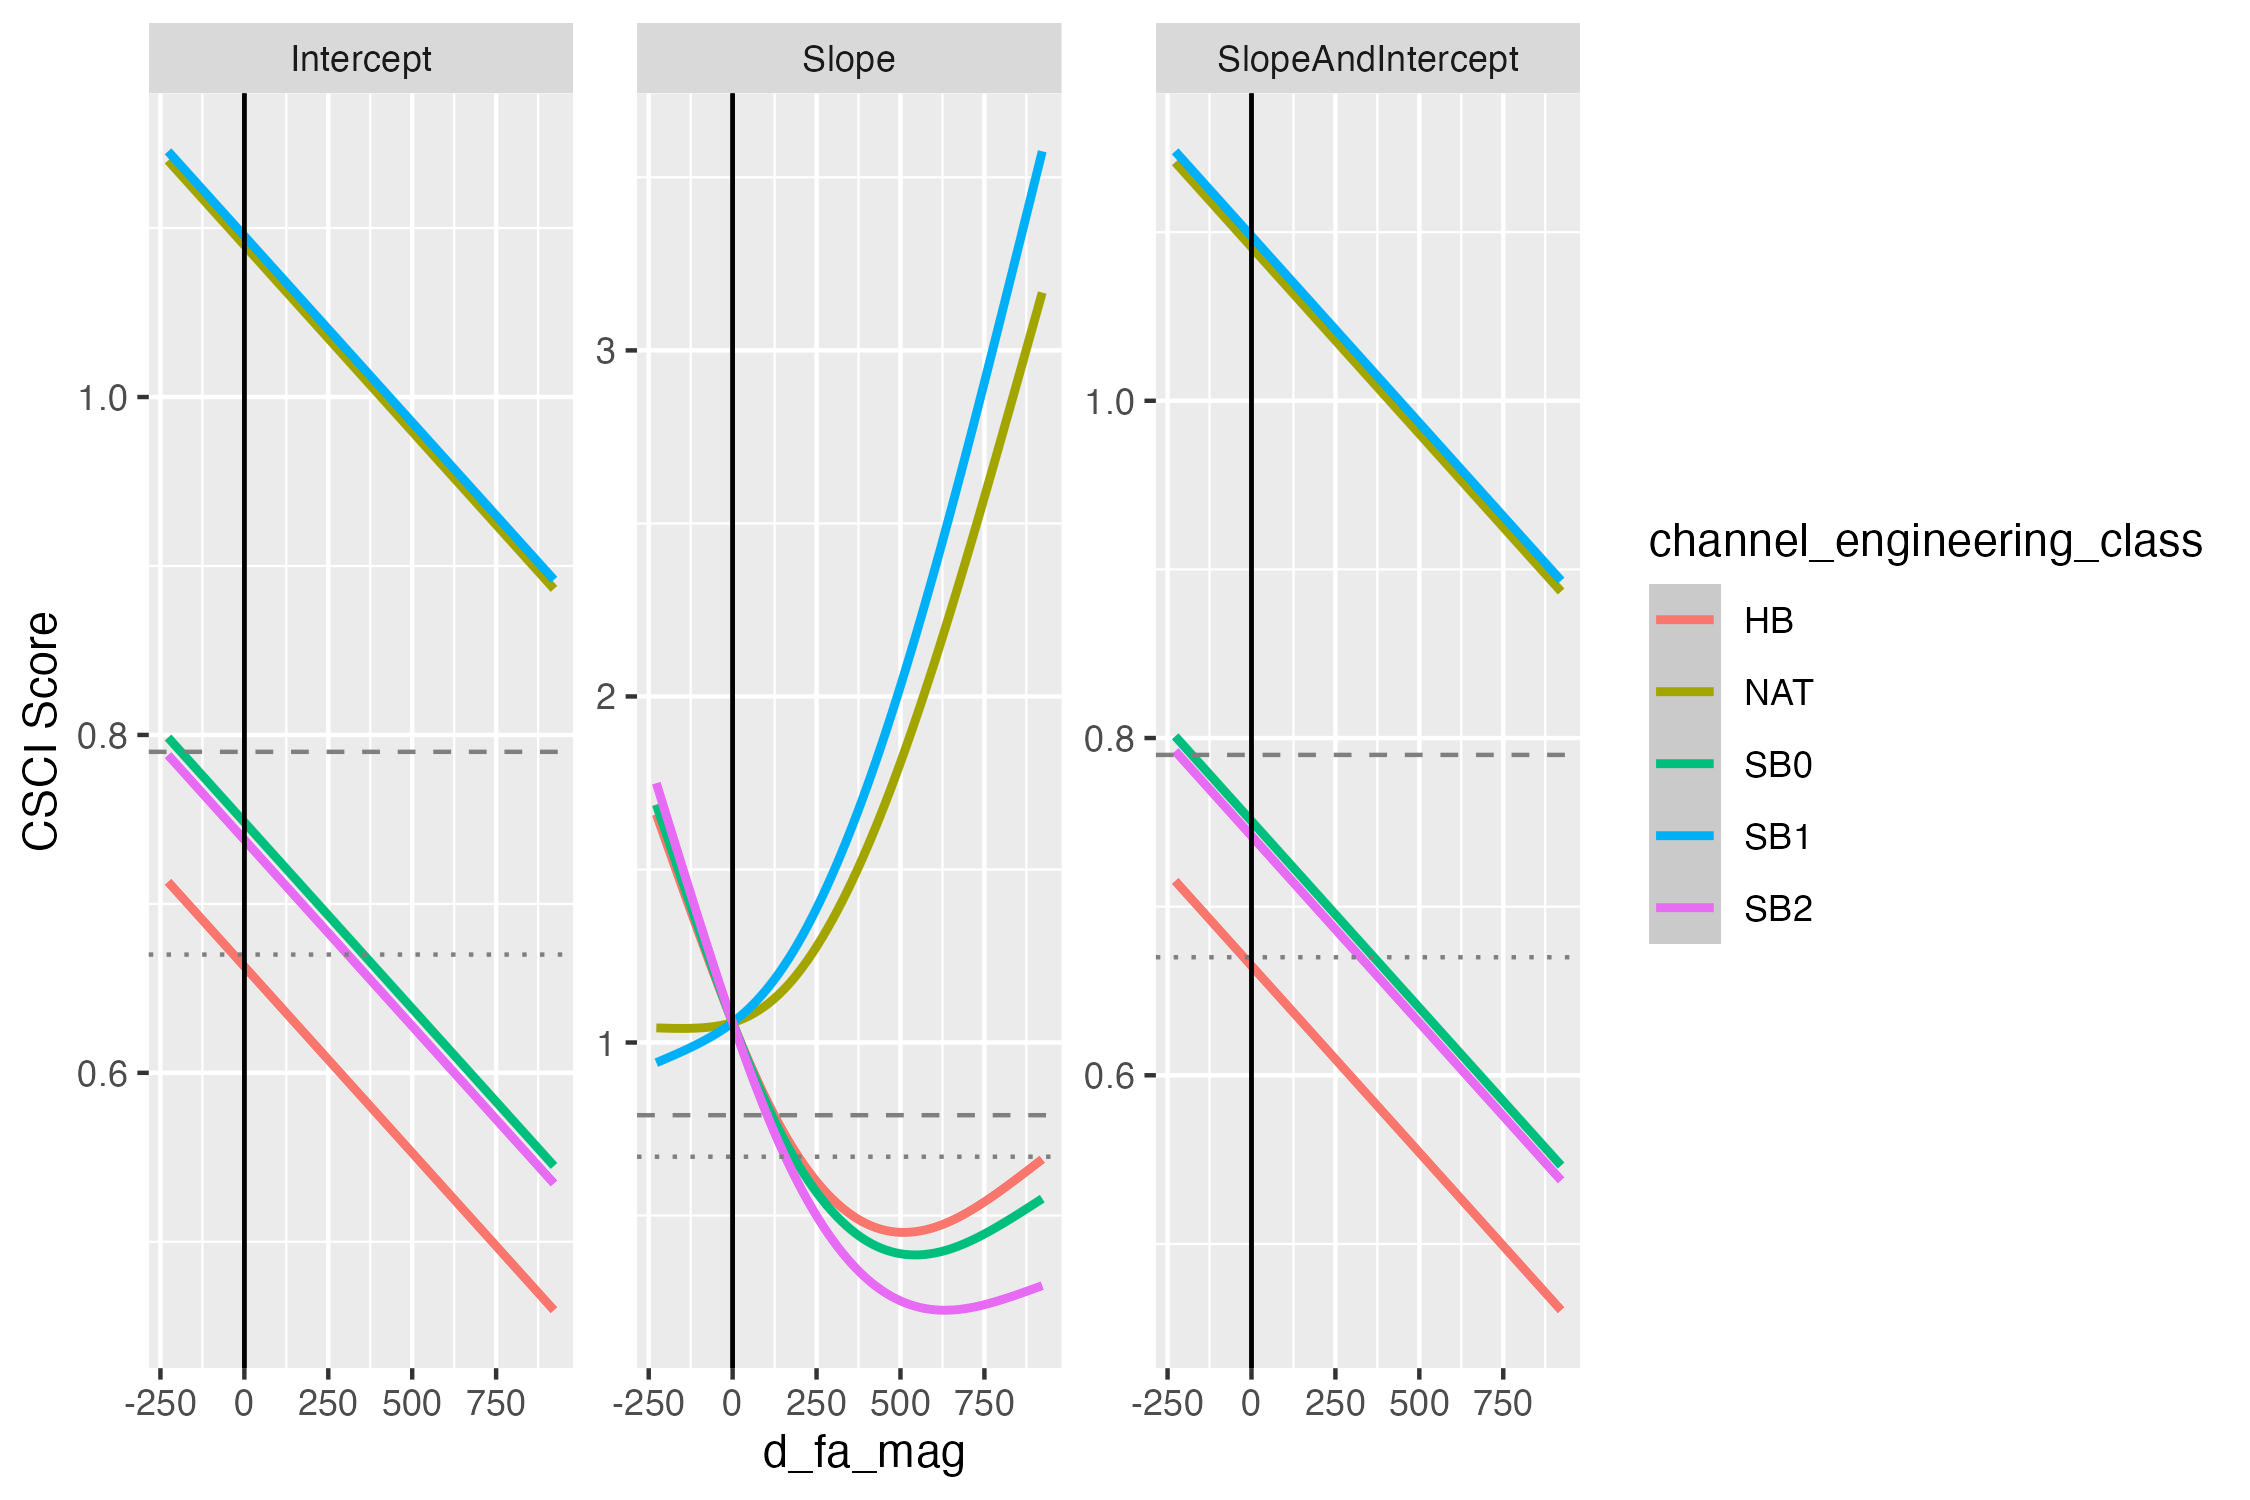 Intercept
Slope
SlopeAndIntercept
CSCI Score
1.0
0.8
0.6
3
2
1
1.0
0.8
0.6
-250 0 250 500 750
-250 0 250 500 750
-250 0 250 500 750
d_fa_mag
channel_engineering_class
HB
NAT
SB0
SB1
SB2